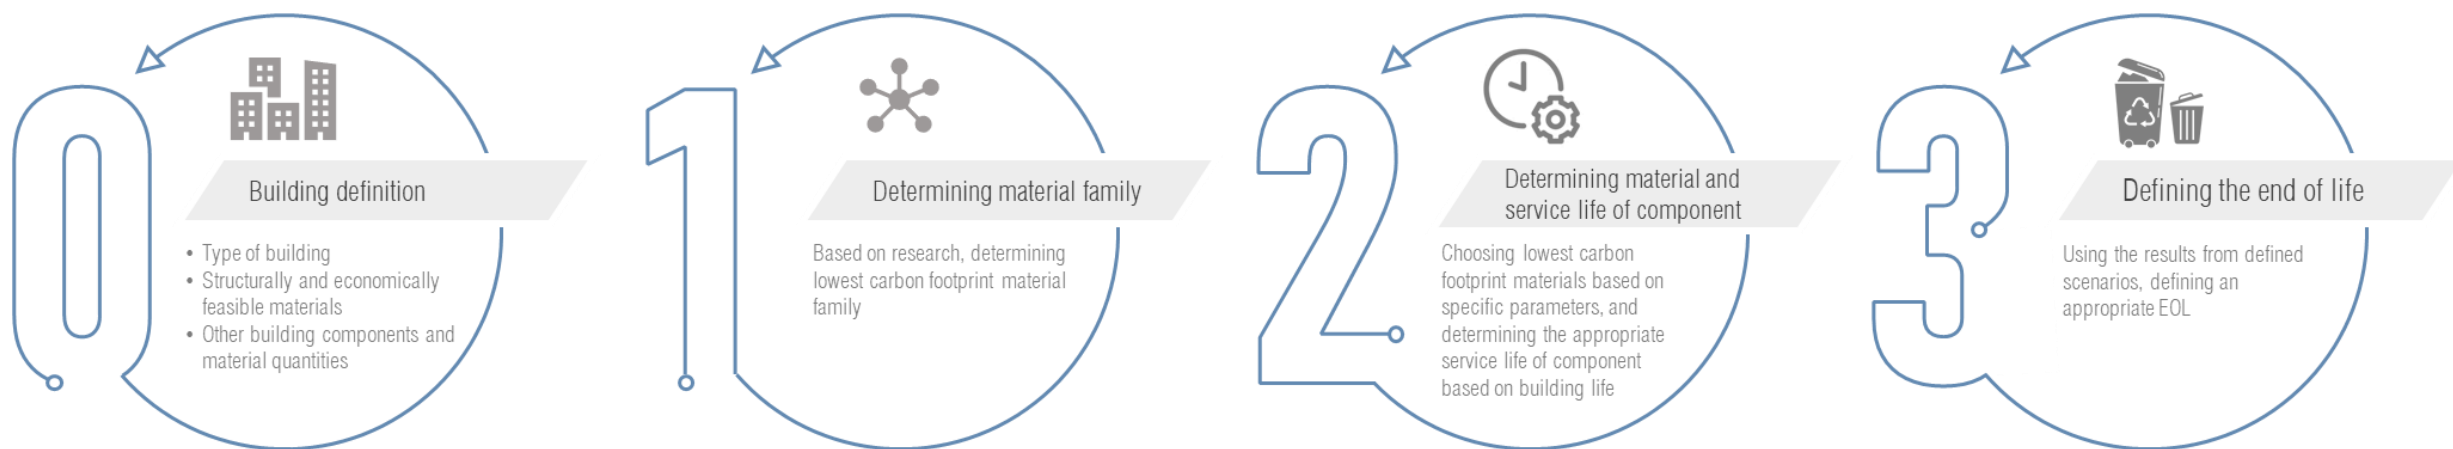 0
Building definition
• Type of building
• Structurally and economically
feasible materials
• Other building components and
material quantities
1
Determining material family
Based on research, determining
lowest carbon footprint material
family
2
Determining material and
service life of component
Choosing lowest carbon
footprint materials based on
specific parameters, and
determining the appropriate
service life of component
based on building life
3
Defining the end of life
Using the results from defined
scenarios, defining an
appropriate EOL